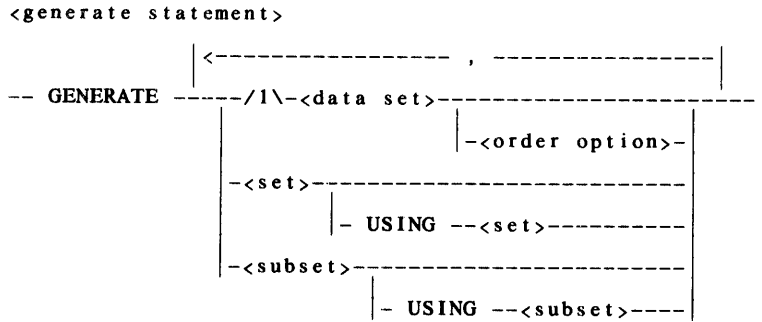 <generate statement>
|<----------------- , -----------------|
-- GENERATE -----/1\-<data set>-----------------------
|-<order option>-|
|-<set>---------------------------
|- USING --<set>----------|
|-<subset>-----------------------
|- USING --<subset>----|